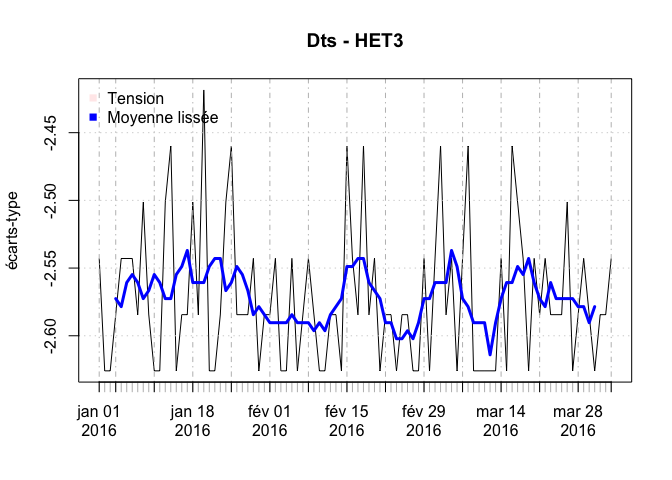 Dts - HET3
Tension
Moyenne lissée
écarts-type
-2.45
-2.50
-2.55
-2.60
jan 01 jan 18 fév 01 fév 15 fév 29 mar 14 mar 28
2016 2016 2016 2016 2016 2016 2016